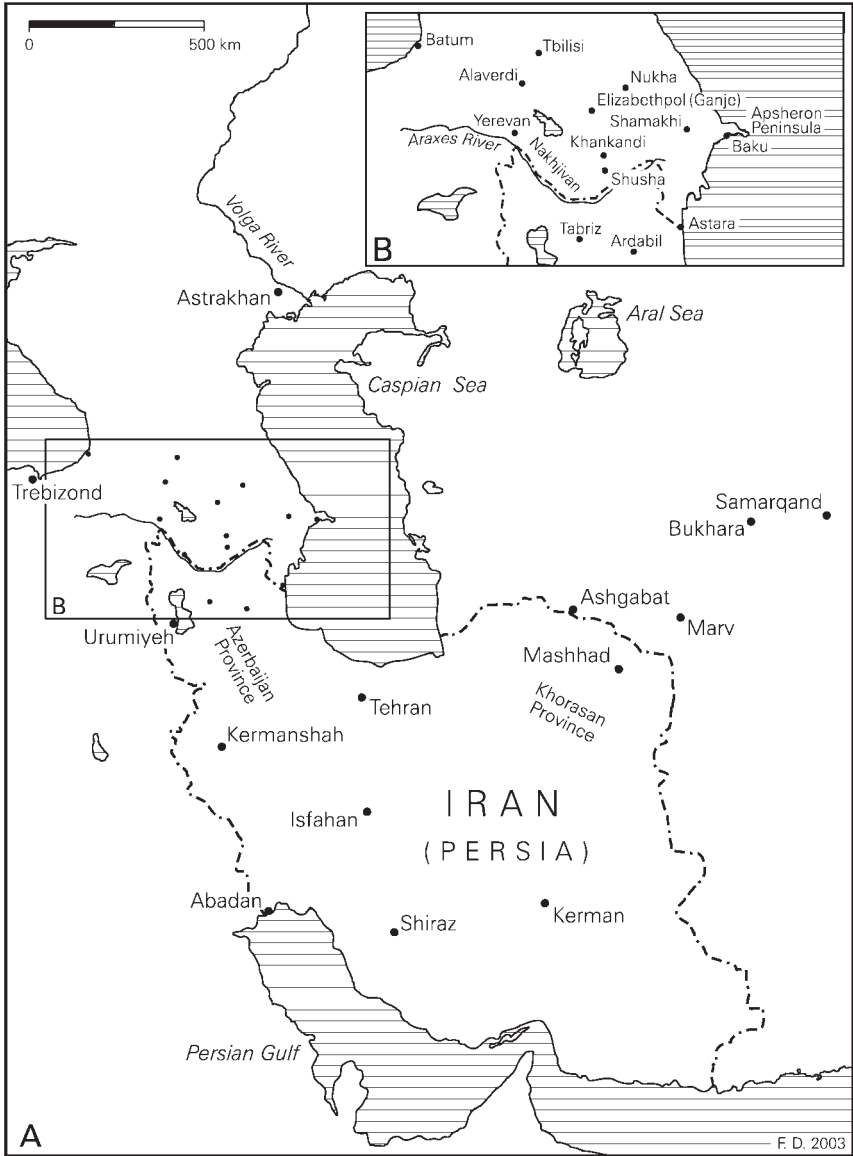 0 500 km
Batum
Tbilisi
Alaverdi
Nukha
Elizabethpol (Ganje)
Shamakhi
Apsheron
Peninsula
Yerevan
Baku
Araxes River
Khankandi
Nakhjivan
Shusha
Astara
Tabriz
Ardabil
B
Volga River
Astrakhan
Aral Sea
Caspian Sea
Trebizond
Samarqand
Bukhara
B
Ashgabat
Marv
Urumiyeh
Azerbaijan
Province
Mashhad
Khorasan
Province
Tehran
Kermanshah
IRAN
(PERSIA)
Isfahan
Abadan
Shiraz
Kerman
Persian Gulf
A
F. D. 2003